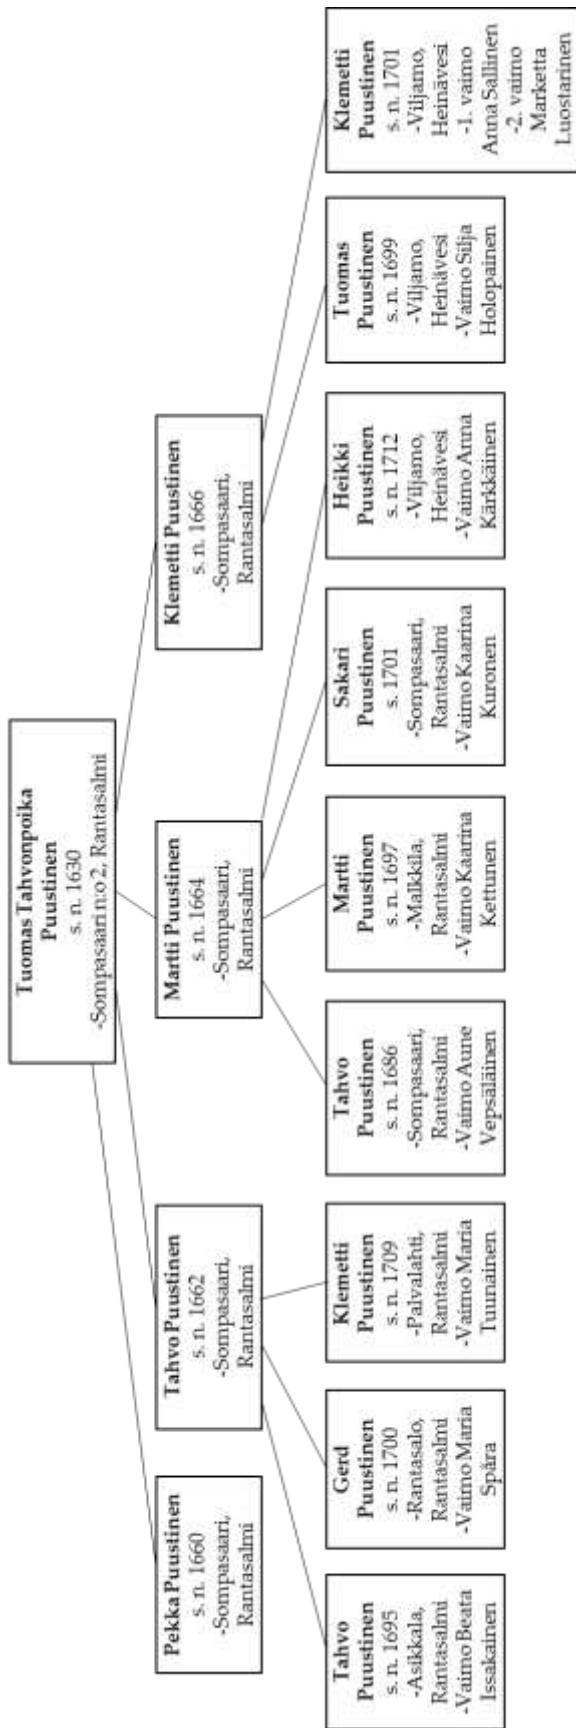 Tuomas Tahvonpoika
Puustinen
s. n. 1630
-Sompasaari n:o 2, Rantasalmi
Pekka Puustinen
s. n. 1660
-Sompasaari,
Rantasalmi
Tahvo Puustinen
s. n. 1662
-Sompasaari,
Rantasalmi
Martti Puustinen
s. n. 1664
-Sompasaari,
Rantasalmi
Klemetti Puustinen
s. n. 1666
-Sompasaari,
Rantasalmi
Tahvo
Puustinen
s. n. 1695
-Asikkala,
Rantasalmi
-Vaimo Beata
Issakainen
Gerd
Puustinen
s. n. 1700
-Rantasalo,
Rantasalmi
-Vaimo Maria
Spåra
Klemetti
Puustinen
s. n. 1709
-Palvalahti,
Rantasalmi
-Vaimo Maria
Tuunainen
Tahvo
Puustinen
s. n. 1686
-Sompasaari,
Rantasalmi
-Vaimo Aune
Vepsäläinen
Martti
Puustinen
s. n. 1697
-Malkkila,
Rantasalmi
-Vaimo Kaarina
Kettunen
Sakari
Puustinen
s. 1701
-Sompasaari,
Rantasalmi
-Vaimo Kaarina
Kuronen
Heikki
Puustinen
s. n. 1712
-Viljamo,
Heinävesi
-Vaimo Anna
Kärkkäinen
Tuomas
Puustinen
s. n. 1699
-Viljamo,
Heinävesi
-Vaimo Silja
Holopainen
Klemetti
Puustinen
s. n. 1701
-Viljamo,
Heinävesi
-1. vaimo
Anna Sallinen
-2. vaimo
Marketta
Luostarinen